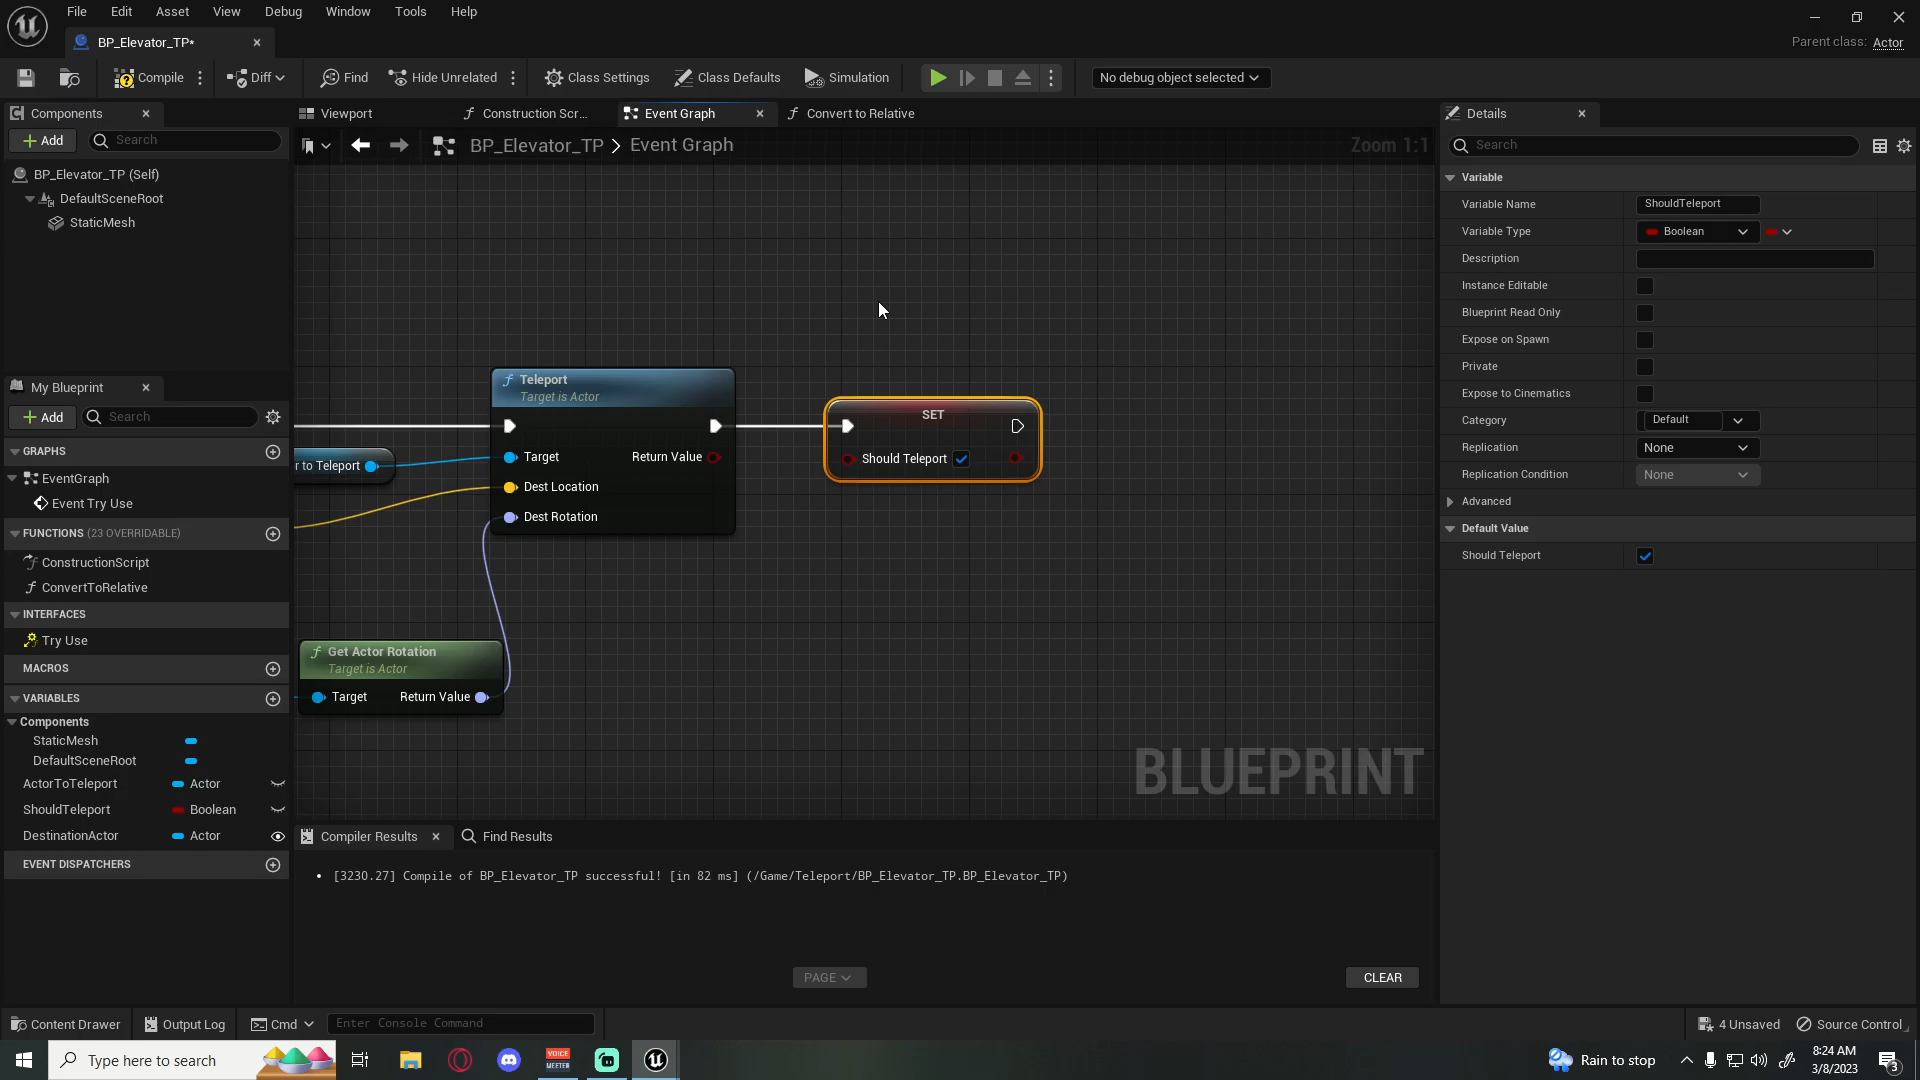 File Edit Asset View Debug Window Tools Help
BP_Elevator_TP*
Parent class: Actor
Compile Diff Find Hide Unrelated Class Settings Class Defaults Simulation No debug object selected
Components
Add Search
BP_Elevator_TP (Self)
DefaultSceneRoot
StaticMesh
My Blueprint
Add Search
GRAPHS
EventGraph
Event Try Use
FUNCTIONS (23 OVERRIDABLE)
ConstructionScript
ConvertToRelative
INTERFACES
Try Use
MACROS
VARIABLES
Components
StaticMesh
DefaultSceneRoot
ActorToTeleport Actor
ShouldTeleport Boolean
DestinationActor Actor
EVENT DISPATCHERS
Viewport Construction Scr... Event Graph Convert to Relative
BP_Elevator_TP > Event Graph Zoom 1:1
Teleport
Target is Actor
r to Teleport
Target Return Value
Dest Location
Dest Rotation
SET
Should Teleport
Get Actor Rotation
Target is Actor
Target Return Value
BLUEPRINT
Compiler Results Find Results
• [3230.27] Compile of BP_Elevator_TP successful! [in 82 ms] (/Game/Teleport/BP_Elevator_TP.BP_Elevator_TP)
PAGE CLEAR
Details
Search
Variable
Variable Name ShouldTeleport
Variable Type Boolean
Description
Instance Editable
Blueprint Read Only
Expose on Spawn
Private
Expose to Cinematics
Category Default
Replication None
Replication Condition None
Advanced
Default Value
Should Teleport
Content Drawer Output Log Cmd Enter Console Command 4 Unsaved Source Control
Type here to search VOICE MEETER Rain to stop 8:24 AM
3/8/2023 3